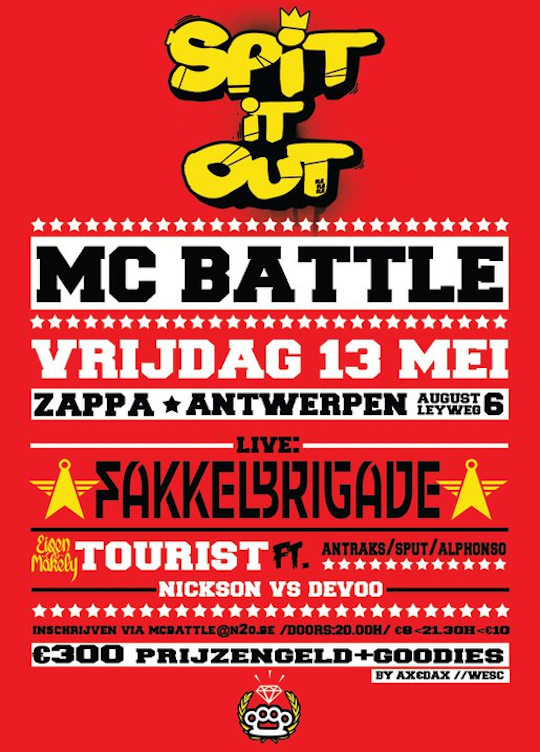 SPIT
IT
OUT
MC BATTLE
VRIJDAG 13 MEI
ZAPPA ★ ANTWERPEN AUGUST LEYWEG 6
LIVE:
FAKKELBRIGADE
Eigen Makely TOURIST FT. ANTRAKS/SPUT/ALPHONSO
NICKSON VS DEVOO
INSCHRIJVEN VIA MCBATTLE@N2O.BE /DOORS:20.00H/ €8<21.30H<€10
€300 PRIJZENGELD+GOODIES
BY AX€DAX //WESC